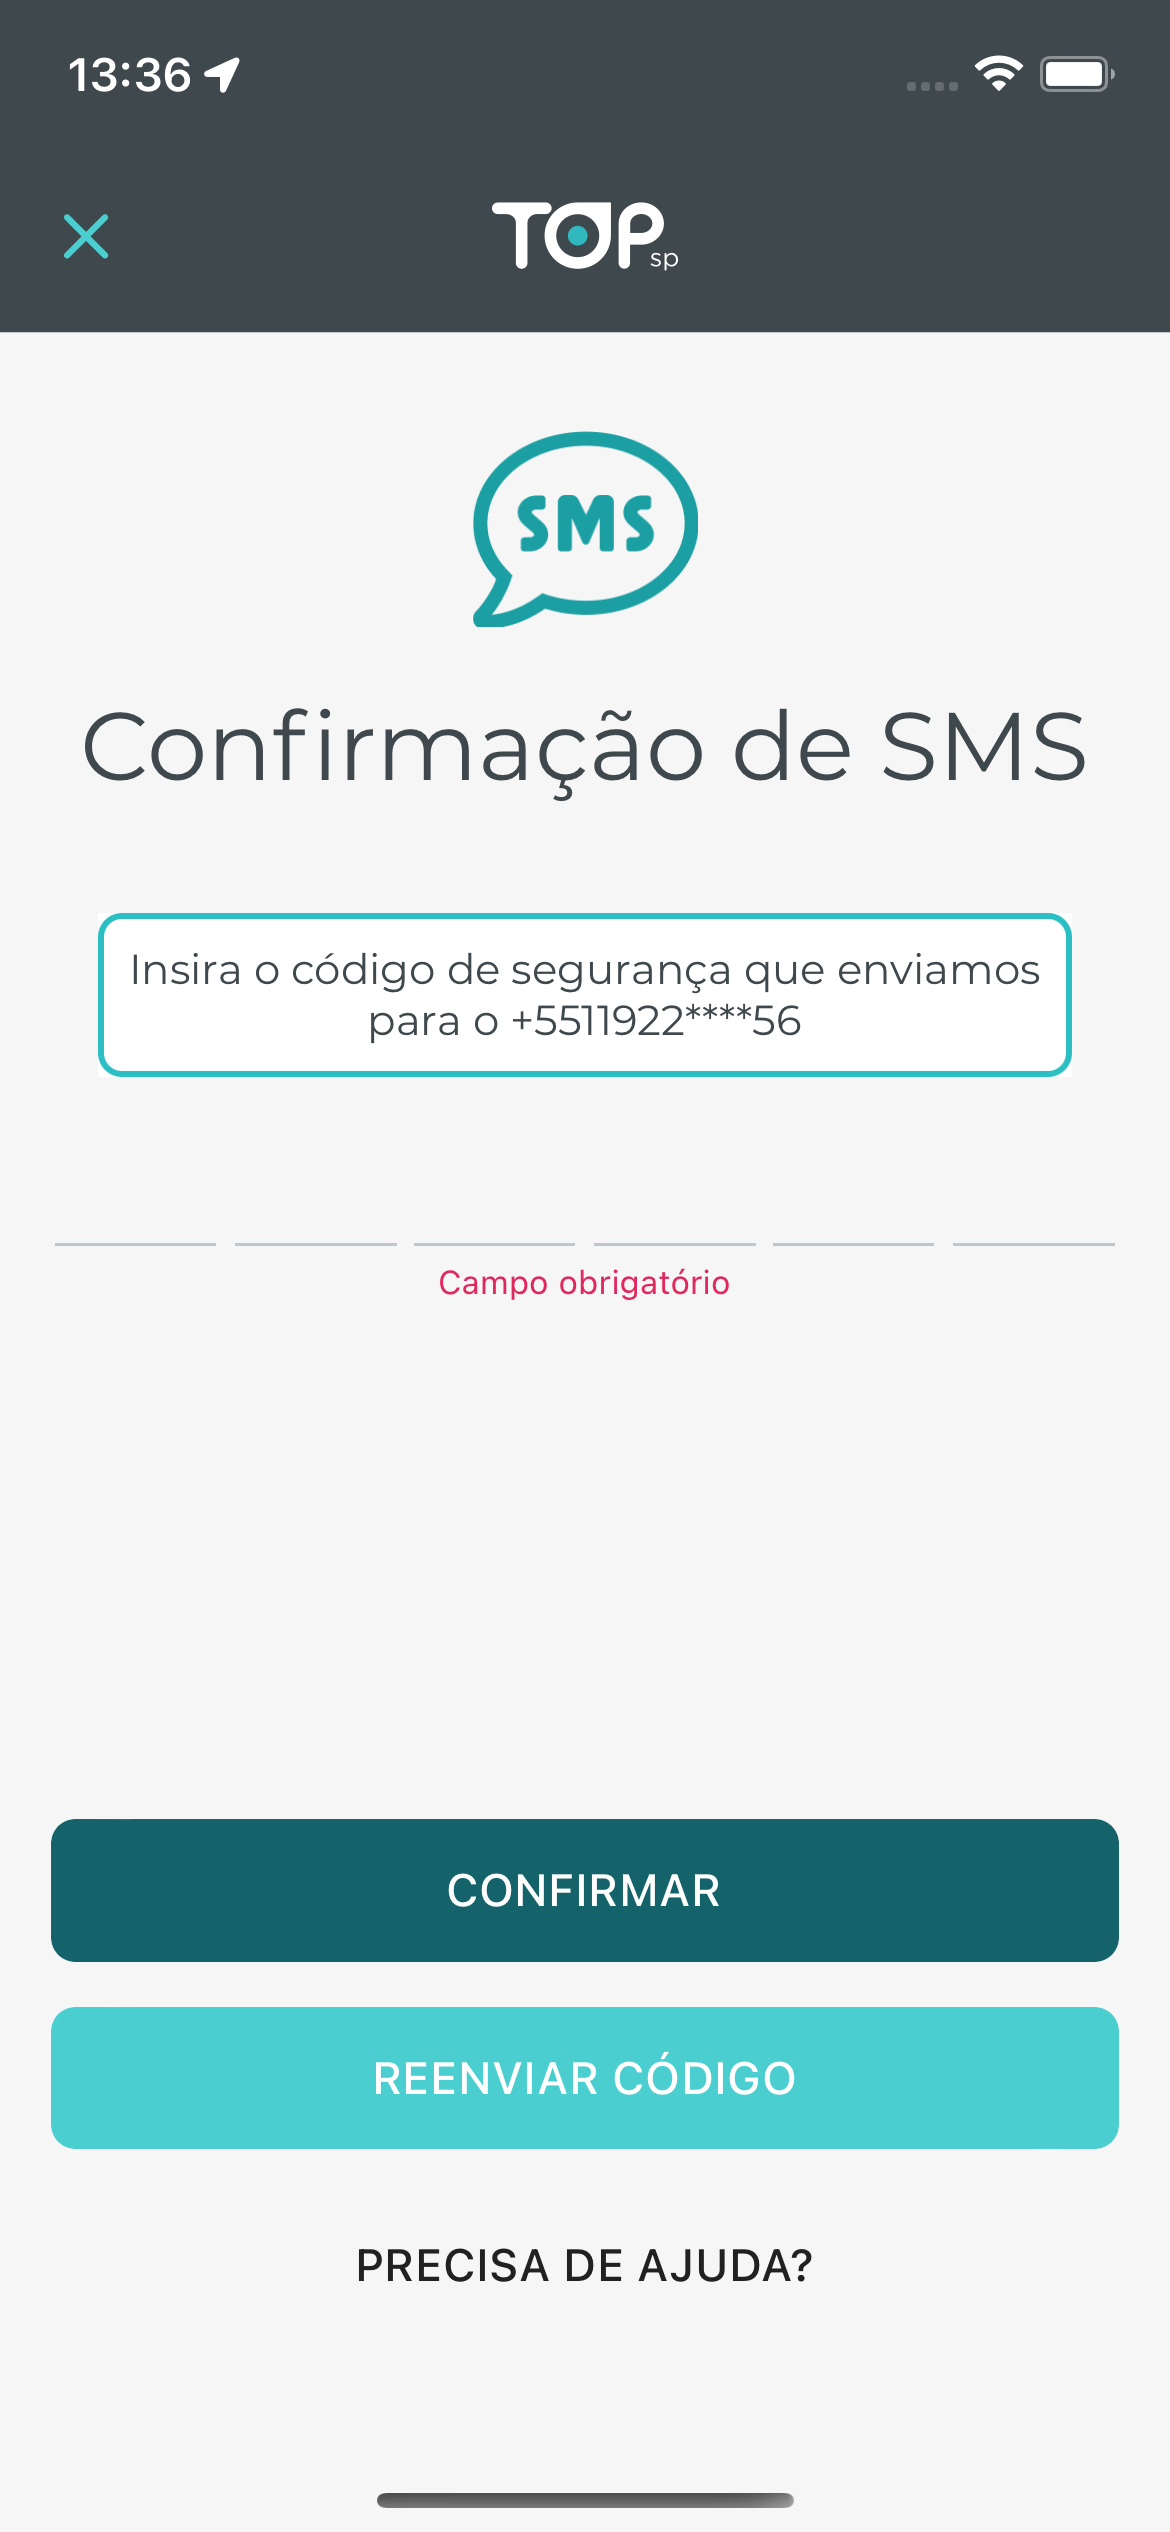 13:36
TOP sp
SMS
Confirmação de SMS
Insira o código de segurança que enviamos
para o +5511922****56
Campo obrigatório
CONFIRMAR
REENVIAR CÓDIGO
PRECISA DE AJUDA?